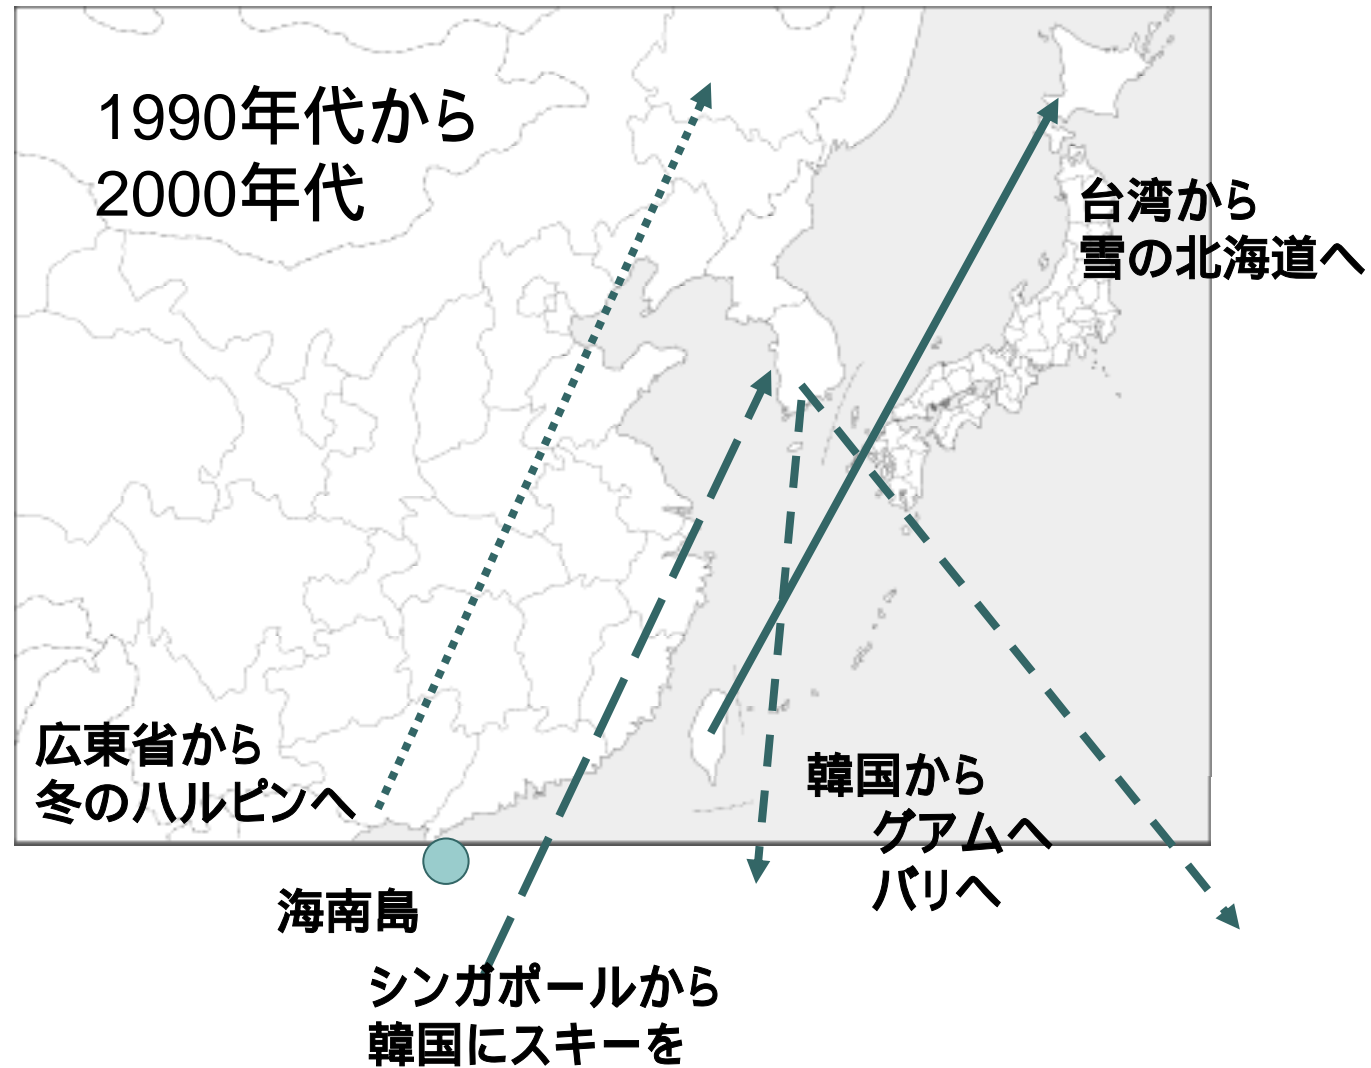 1990年代から
2000年代
台湾から
雪の北海道へ
広東省から
冬のハルピンへ
韓国から
グアムへ
バリへ
海南島
シンガポールから
韓国にスキーを